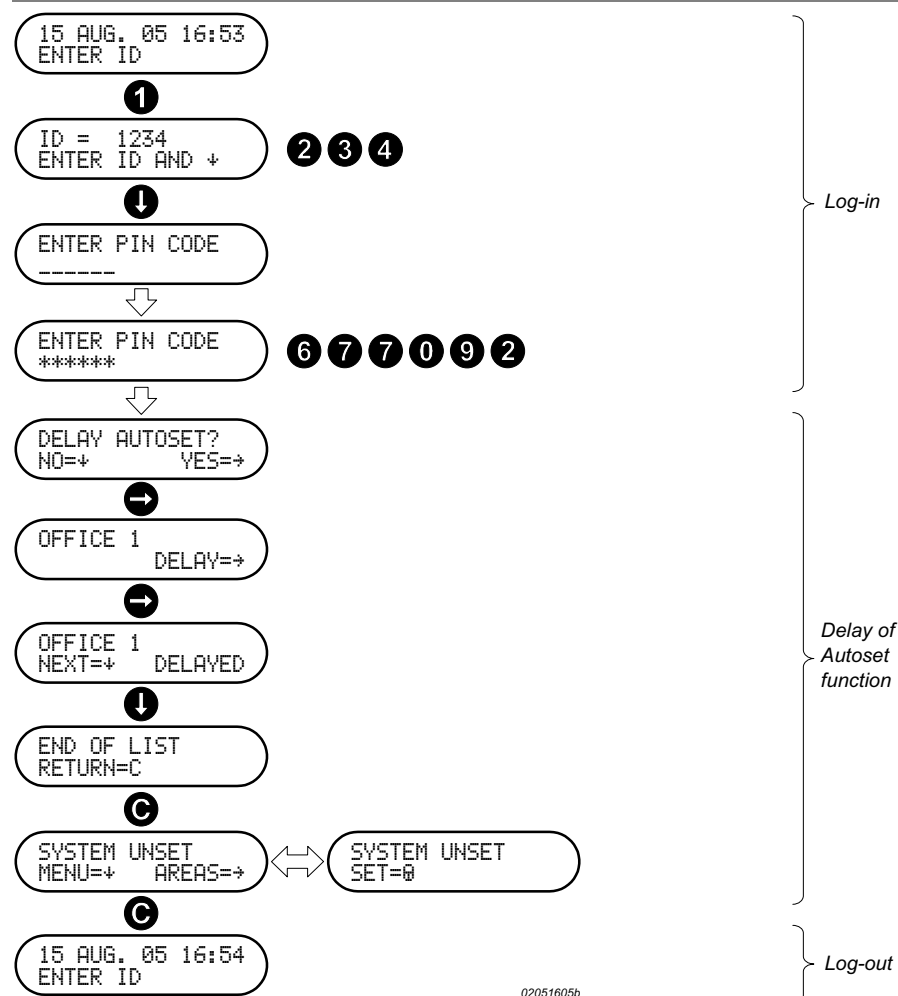 15 AUG. 05 16:53
ENTER ID
1
ID = 1234
ENTER ID AND ↓
2 3 4
↓
ENTER PIN CODE
______
ENTER PIN CODE
******
6 7 7 0 9 2
Log-in
DELAY AUTOSET?
NO=↓ YES=→
→
OFFICE 1
DELAY=→
→
OFFICE 1
NEXT=↓ DELAYED
↓
END OF LIST
RETURN=C
C
SYSTEM UNSET
MENU=↓ AREAS=→
SYSTEM UNSET
SET=
Delay of
Autoset
function
C
15 AUG. 05 16:54
ENTER ID
Log-out
02051605b